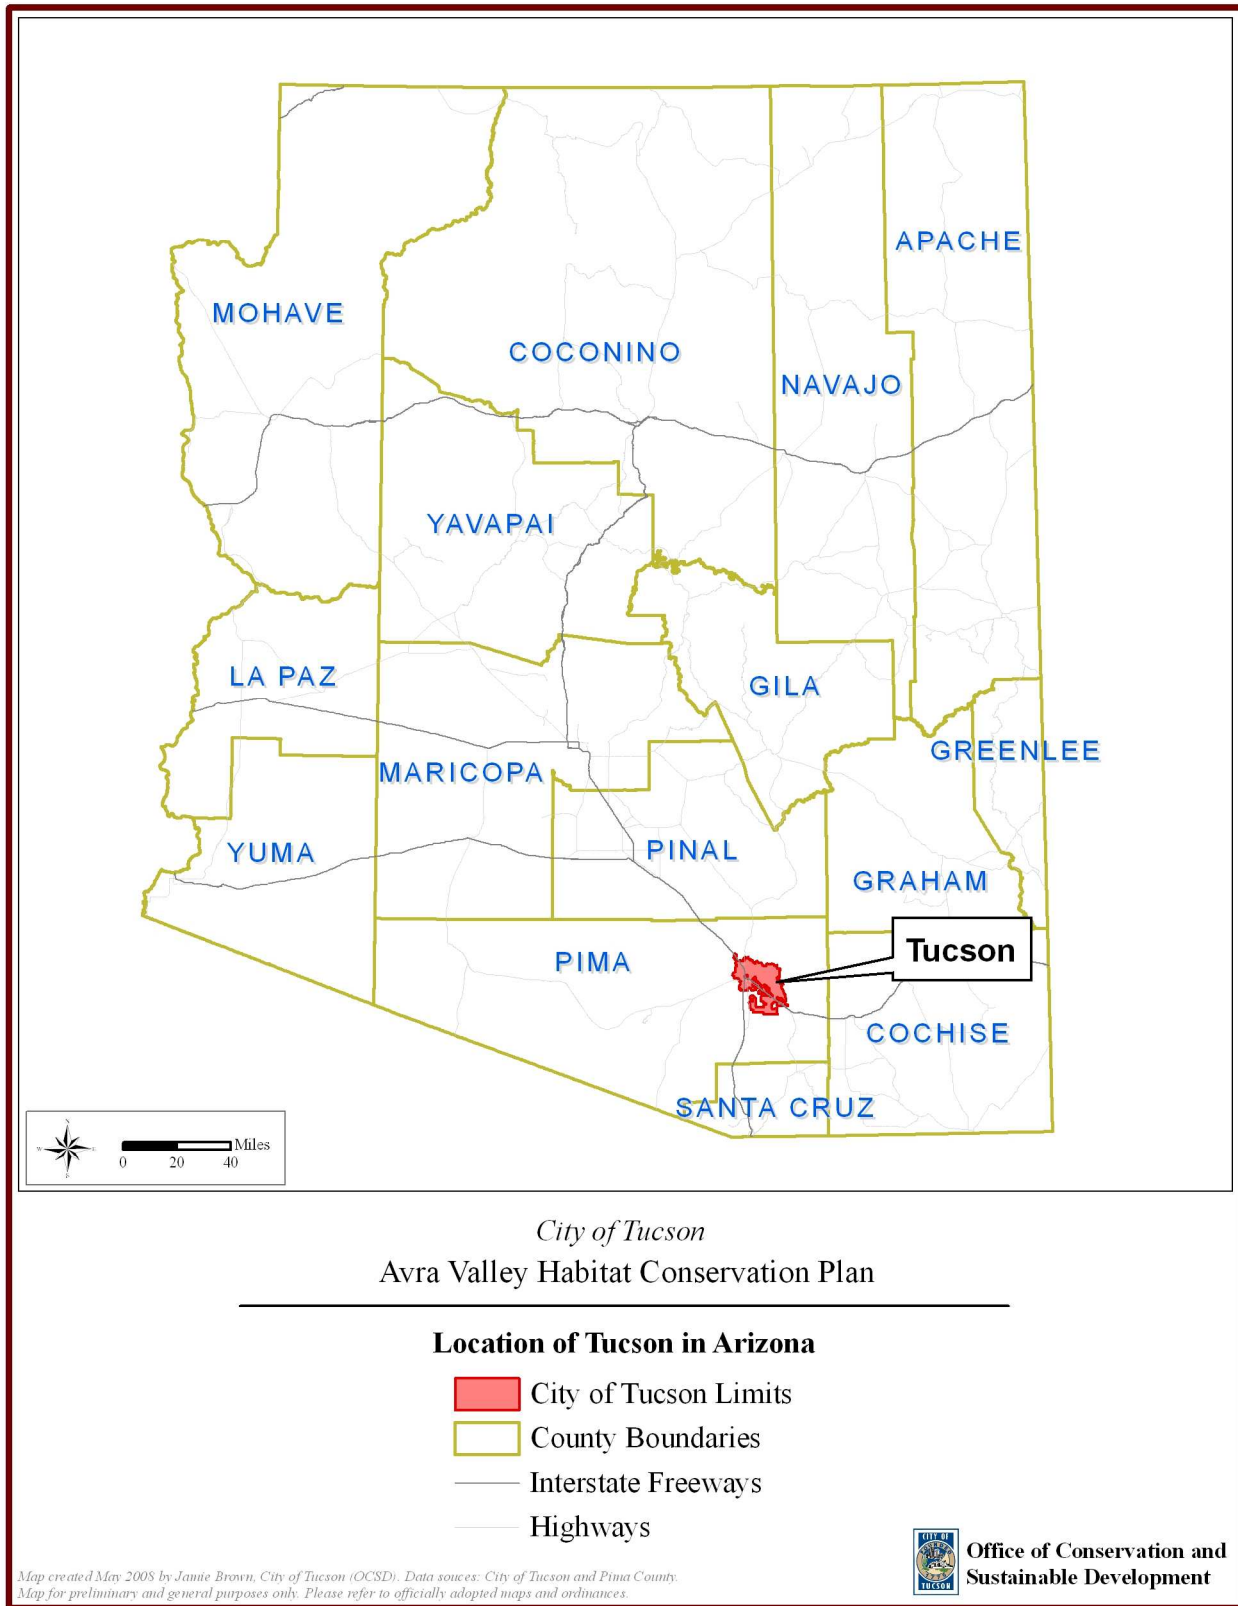 APACHE
MOHAVE
COCONINO
NAVAJO
YAVAPAI
LA PAZ
GILA
GREENLEE
MARICOPA
YUMA
PINAL
GRAHAM
Tucson
PIMA
COCHISE
SANTA CRUZ
N
W
E
S
Miles
0 20 40
City of Tucson
Avra Valley Habitat Conservation Plan
Location of Tucson in Arizona
City of Tucson Limits
County Boundaries
Interstate Freeways
Highways
CITY OF
TUCSON
Office of Conservation and
Sustainable Development
Map created May 2008 by Jamie Brown, City of Tucson (OCSD). Data souces: City of Tucson and Pima County.
Map for preliminary and general purposes only. Please refer to officially adopted maps and ordinances.